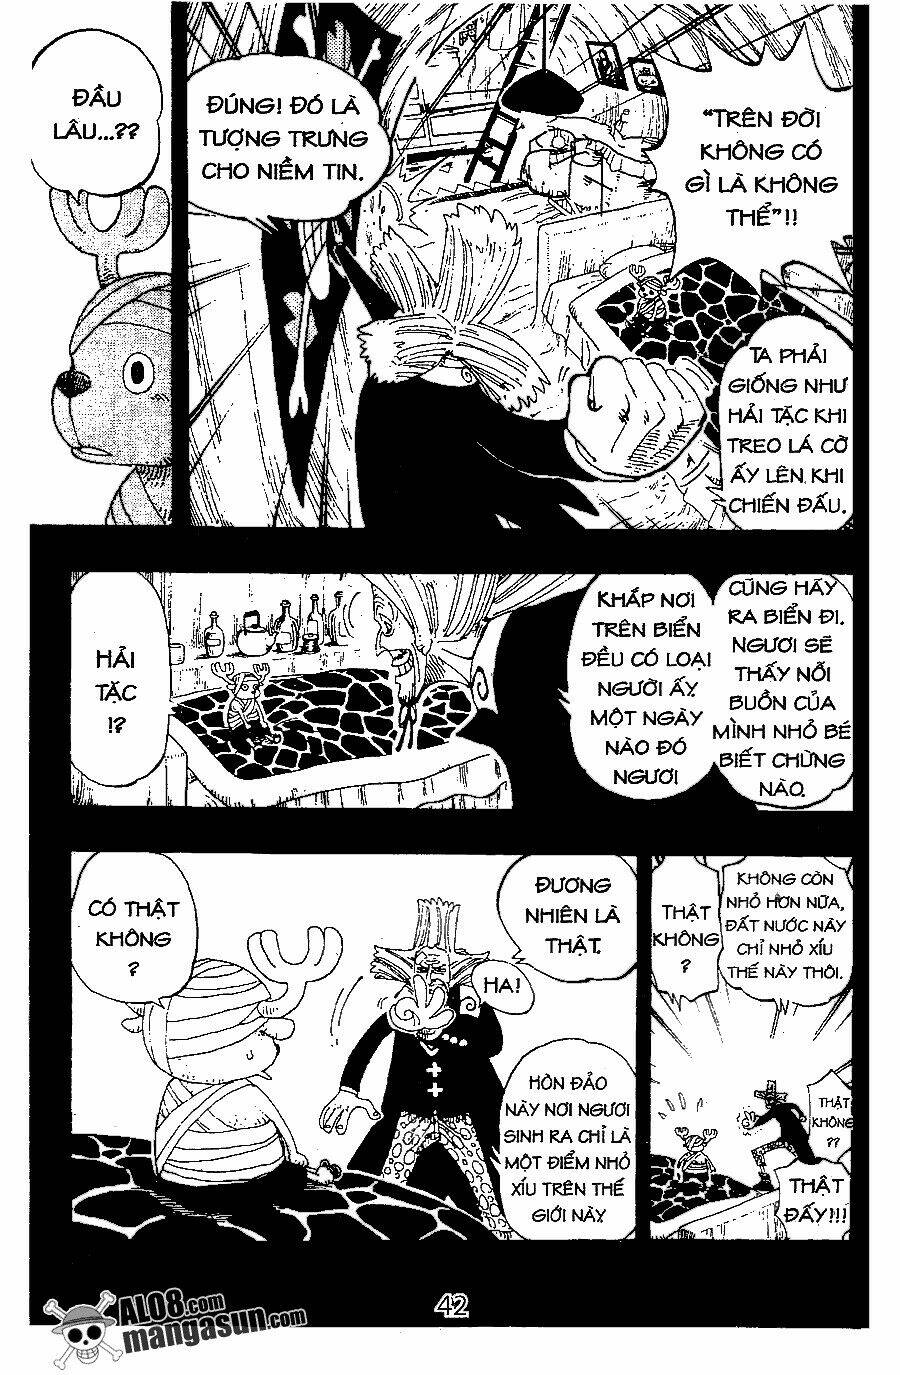 "TRÊN ĐỜI
KHÔNG CÓ
GÌ LÀ KHÔNG
THỂ"!!
TA PHẢI
GIỐNG NHƯ
HẢI TẶC KHI
TREO LÁ CỜ
ẤY LÊN KHI
CHIẾN ĐẤU.
ĐÚNG! ĐÓ LÀ
TƯỢNG TRƯNG
CHO NIỀM TIN.
ĐẦU
LÂU...??
CŨNG HÃY
RA BIỂN ĐI.
NGƯƠI SẼ
THẤY NỖI
BUỒN CỦA
MÌNH NHỎ BÉ
BIẾT CHỪNG
NÀO.
KHẮP NƠI
TRÊN BIỂN
ĐỀU CÓ LOẠI
NGƯỜI ẤY.
MỘT NGÀY
NÀO ĐÓ
NGƯƠI
HẢI
TẶC
!?
KHÔNG CÒN
NHỎ HƠN NỮA,
ĐẤT NƯỚC NÀY
CHỈ NHỎ XÍU
THẾ NÀY THÔI.
THẬT
KHÔNG
?
THẬT
KHÔNG
??
THẬT
ĐẤY!!!
ĐƯƠNG
NHIÊN LÀ
THẬT.
HA!
HÒN ĐẢO
NÀY NƠI NGƯƠI
SINH RA CHỈ LÀ
MỘT ĐIỂM NHỎ
XÍU TRÊN THẾ
GIỚI NÀY.
CÓ THẬT
KHÔNG
?
42
ALO8.com
mangasun.com